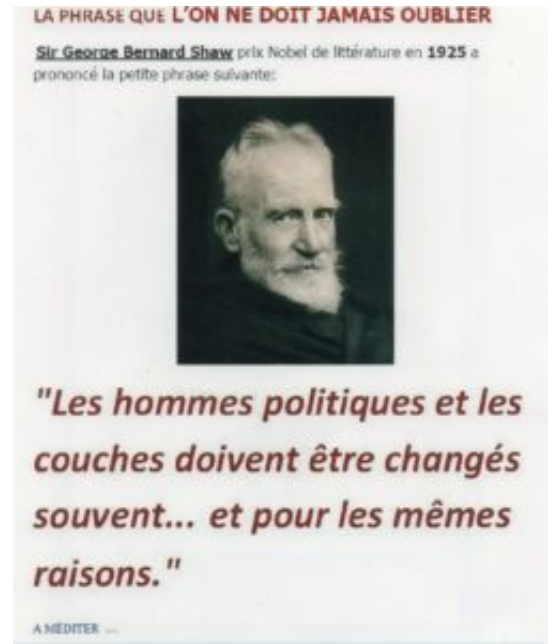 LA PHRASE QUE L'ON NE DOIT JAMAIS OUBLIER
Sir George Bernard Shaw prix Nobel de littérature en 1925 a
prononcé la petite phrase suivante:
"Les hommes politiques et les
couches doivent être changés
souvent... et pour les mêmes
raisons."
A MÉDITER ...